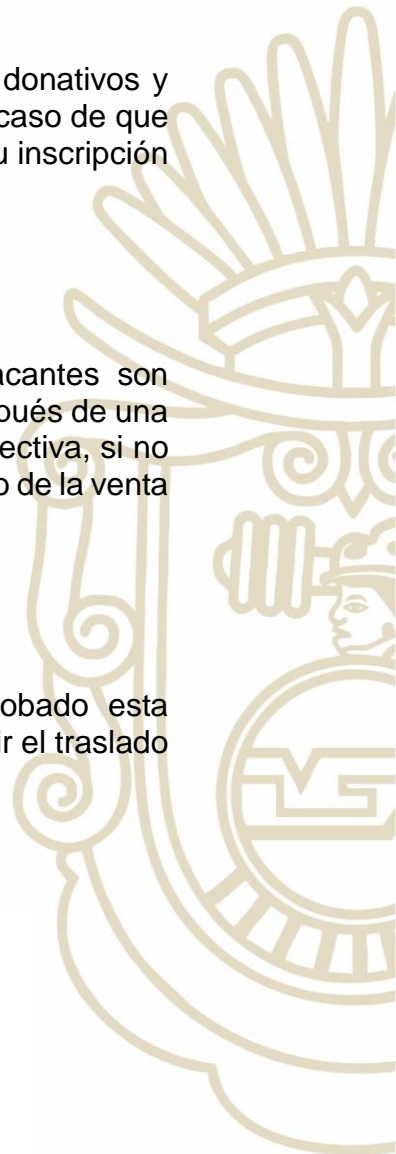 donativos y
caso de que
u inscripción
acantes son
pués de una
ectiva, si no
o de la venta
obado esta
ir el traslado